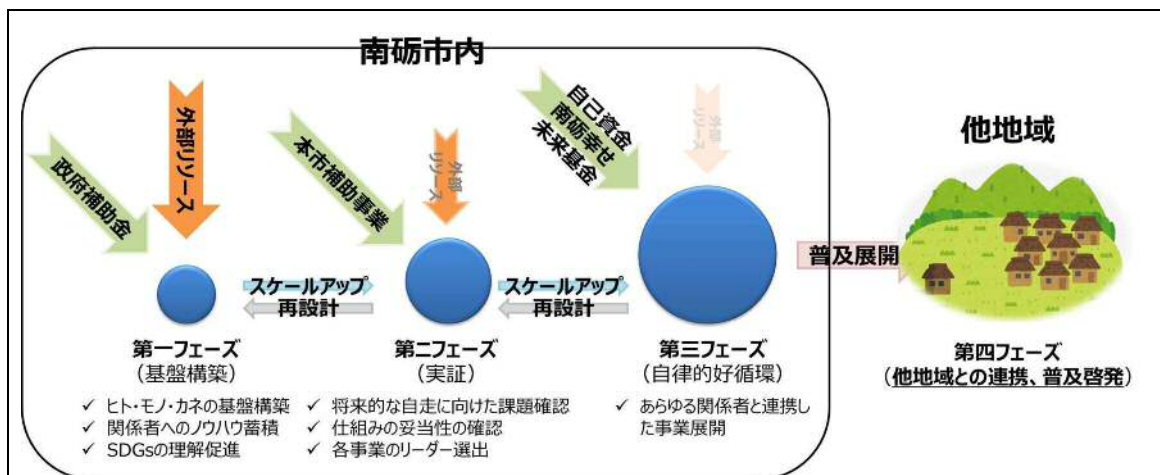 南砺市内
政府補助金
外部リソース
本市補助事業
外部
リソース
自己資金
南砺幸せ
未来基金
外部
リソース
他地域
スケールアップ
再設計
スケールアップ
再設計
普及展開
第一フェーズ
（基盤構築）
✓ ヒト・モノ・カネの基盤構築
✓ 関係者へのノウハウ蓄積
✓ SDGsの理解促進
第二フェーズ
（実証）
✓ 将来的な自走に向けた課題確認
✓ 仕組みの妥当性の確認
✓ 各事業のリーダー選出
第三フェーズ
（自律的好循環）
✓ あらゆる関係者と連携し
た事業展開
第四フェーズ
（他地域との連携、普及啓発）